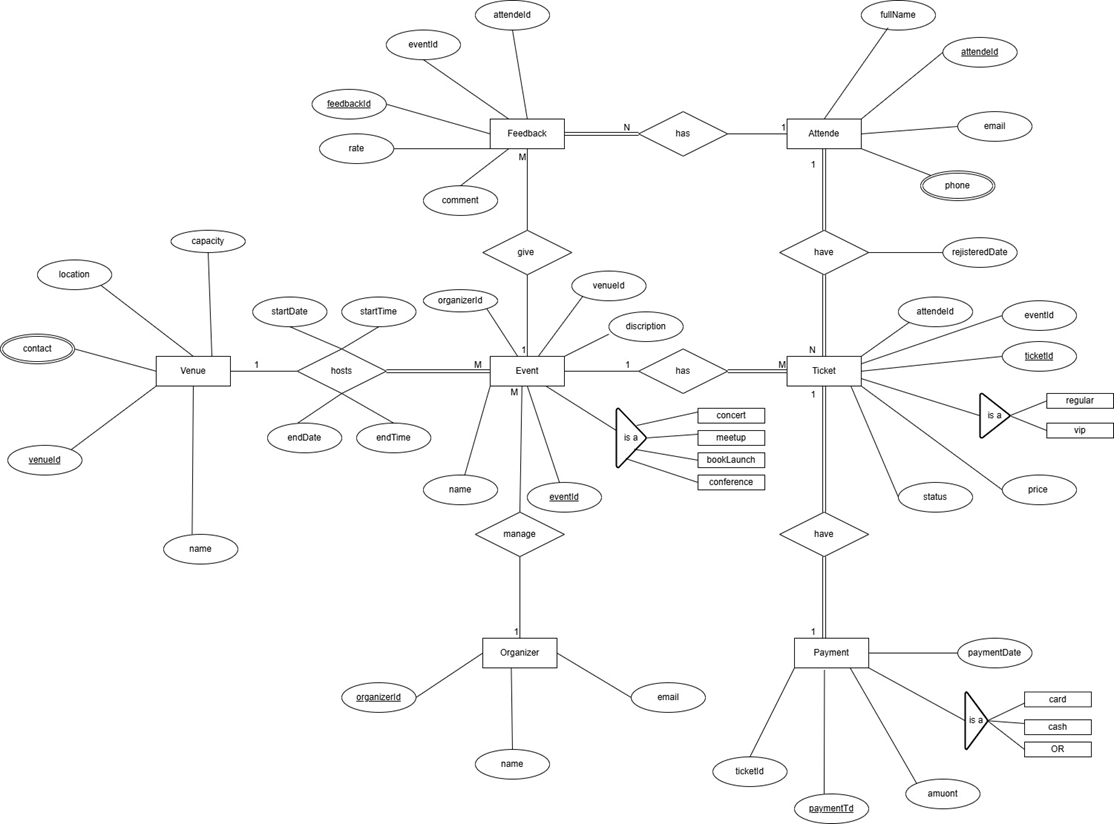 attendeId
fullName
eventId
attendeId
feedbackId
email
Feedback
N
has
1
Attende
rate
M
1
phone
comment
capacity
give
have
rejisteredDate
location
venueId
organizerId
startDate
startTime
attendeId
eventId
discription
contact
1
N
ticketId
Venue
1
hosts
M
Event
1
has
M
Ticket
M
1
is a
regular
vip
concert
is a
meetup
bookLaunch
conference
endDate
endTime
venueId
name
eventId
status
price
name
manage
have
1
1
Organizer
Payment
paymentDate
organizerId
email
card
is a
cash
OR
name
ticketId
amuont
paymentTd